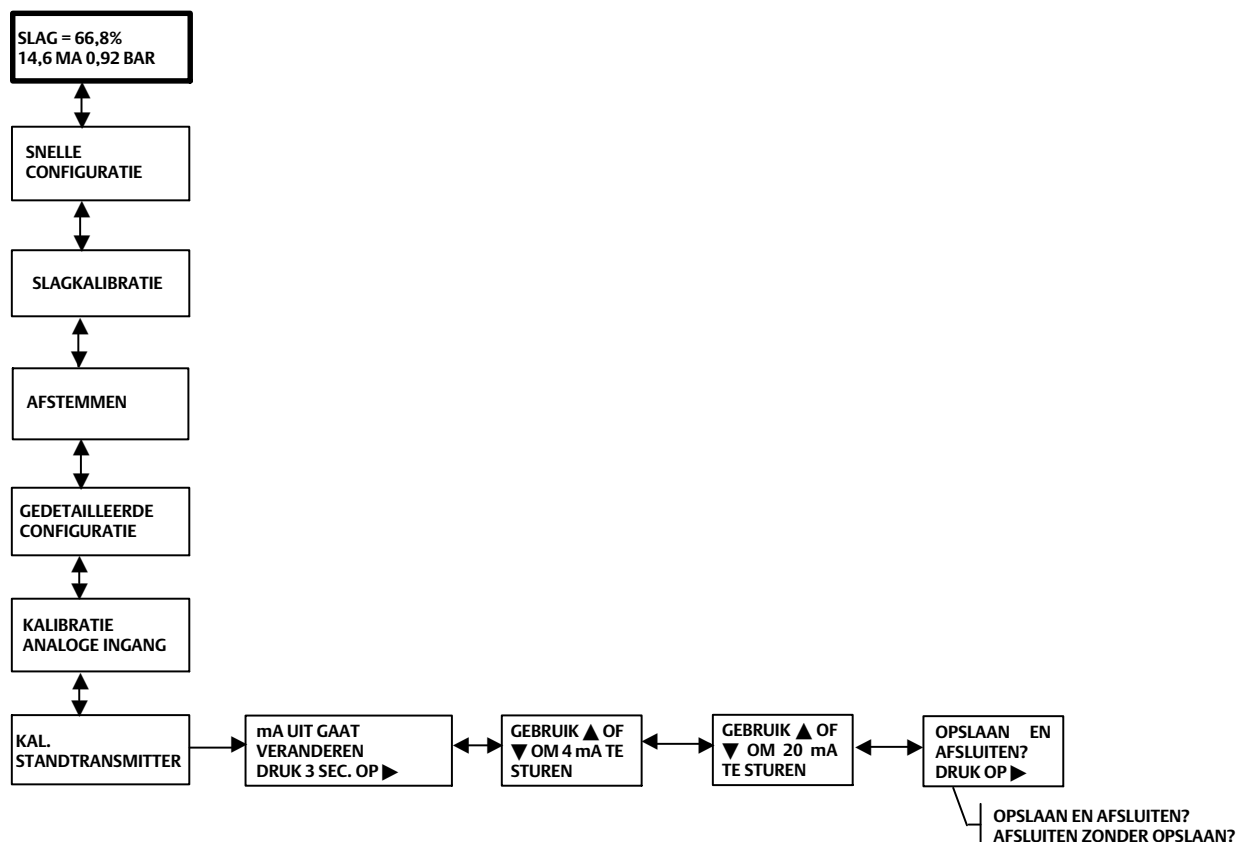 SLAG = 66,8%
14,6 MA 0,92 BAR
SNELLE
CONFIGURATIE
SLAGKALIBRATIE
AFSTEMMEN
GEDETAILLEERDE
CONFIGURATIE
KALIBRATIE
ANALOGE INGANG
KAL.
STANDTRANSMITTER
mA UIT GAAT
VERANDEREN
DRUK 3 SEC. OP ▶
GEBRUIK ▲ OF
▼ OM 4 mA TE
STUREN
GEBRUIK ▲ OF
▼ OM 20 mA
TE STUREN
OPSLAAN EN
AFSLUITEN?
DRUK OP ▶
OPSLAAN EN AFSLUITEN?
AFSLUITEN ZONDER OPSLAAN?